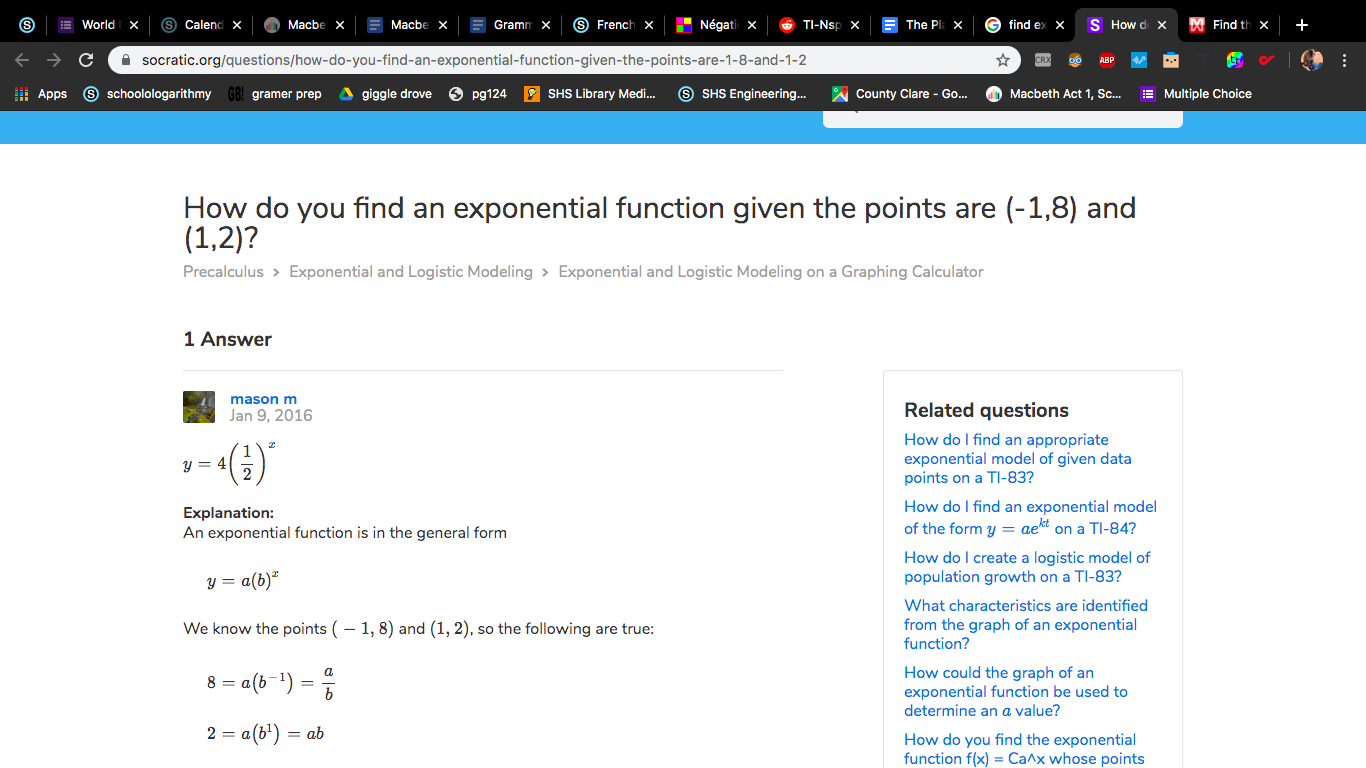 World
Calend
Macbe
Macbe
Gramm
French
Négati
TI-Nsp
The Pla
find ex
How d
Find th
socratic.org/questions/how-do-you-find-an-exponential-function-given-the-points-are-1-8-and-1-2
CRX
ABP
Apps
schoolologarithmy
GB!
gramer prep
giggle drove
pg124
SHS Library Medi...
SHS Engineering...
County Clare - Go...
Macbeth Act 1, Sc...
Multiple Choice
How do you find an exponential function given the points are (-1,8) and
(1,2)?
Precalculus > Exponential and Logistic Modeling > Exponential and Logistic Modeling on a Graphing Calculator
1 Answer
mason m
Jan 9, 2016
y = 4(1/2)^x
Explanation:
An exponential function is in the general form
y = a(b)^x
We know the points ( − 1, 8) and (1, 2), so the following are true:
8 = a(b^−1) = a/b
2 = a(b^1) = ab
Related questions
How do I find an appropriate
exponential model of given data
points on a TI-83?
How do I find an exponential model
of the form y = ae^kt on a TI-84?
How do I create a logistic model of
population growth on a TI-83?
What characteristics are identified
from the graph of an exponential
function?
How could the graph of an
exponential function be used to
determine an a value?
How do you find the exponential
function f(x) = Ca^x whose points